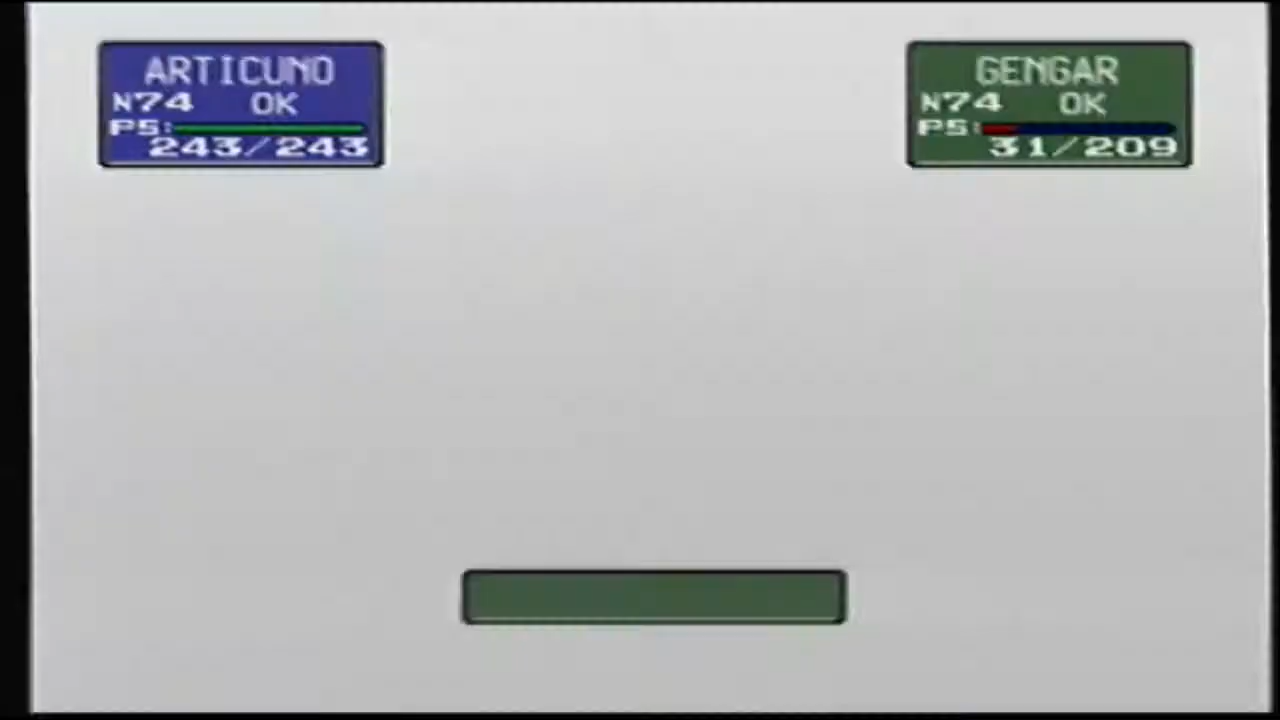 ARTICUNO
N74 OK
PS:
243/243
GENGAR
N74 OK
PS:
31/209